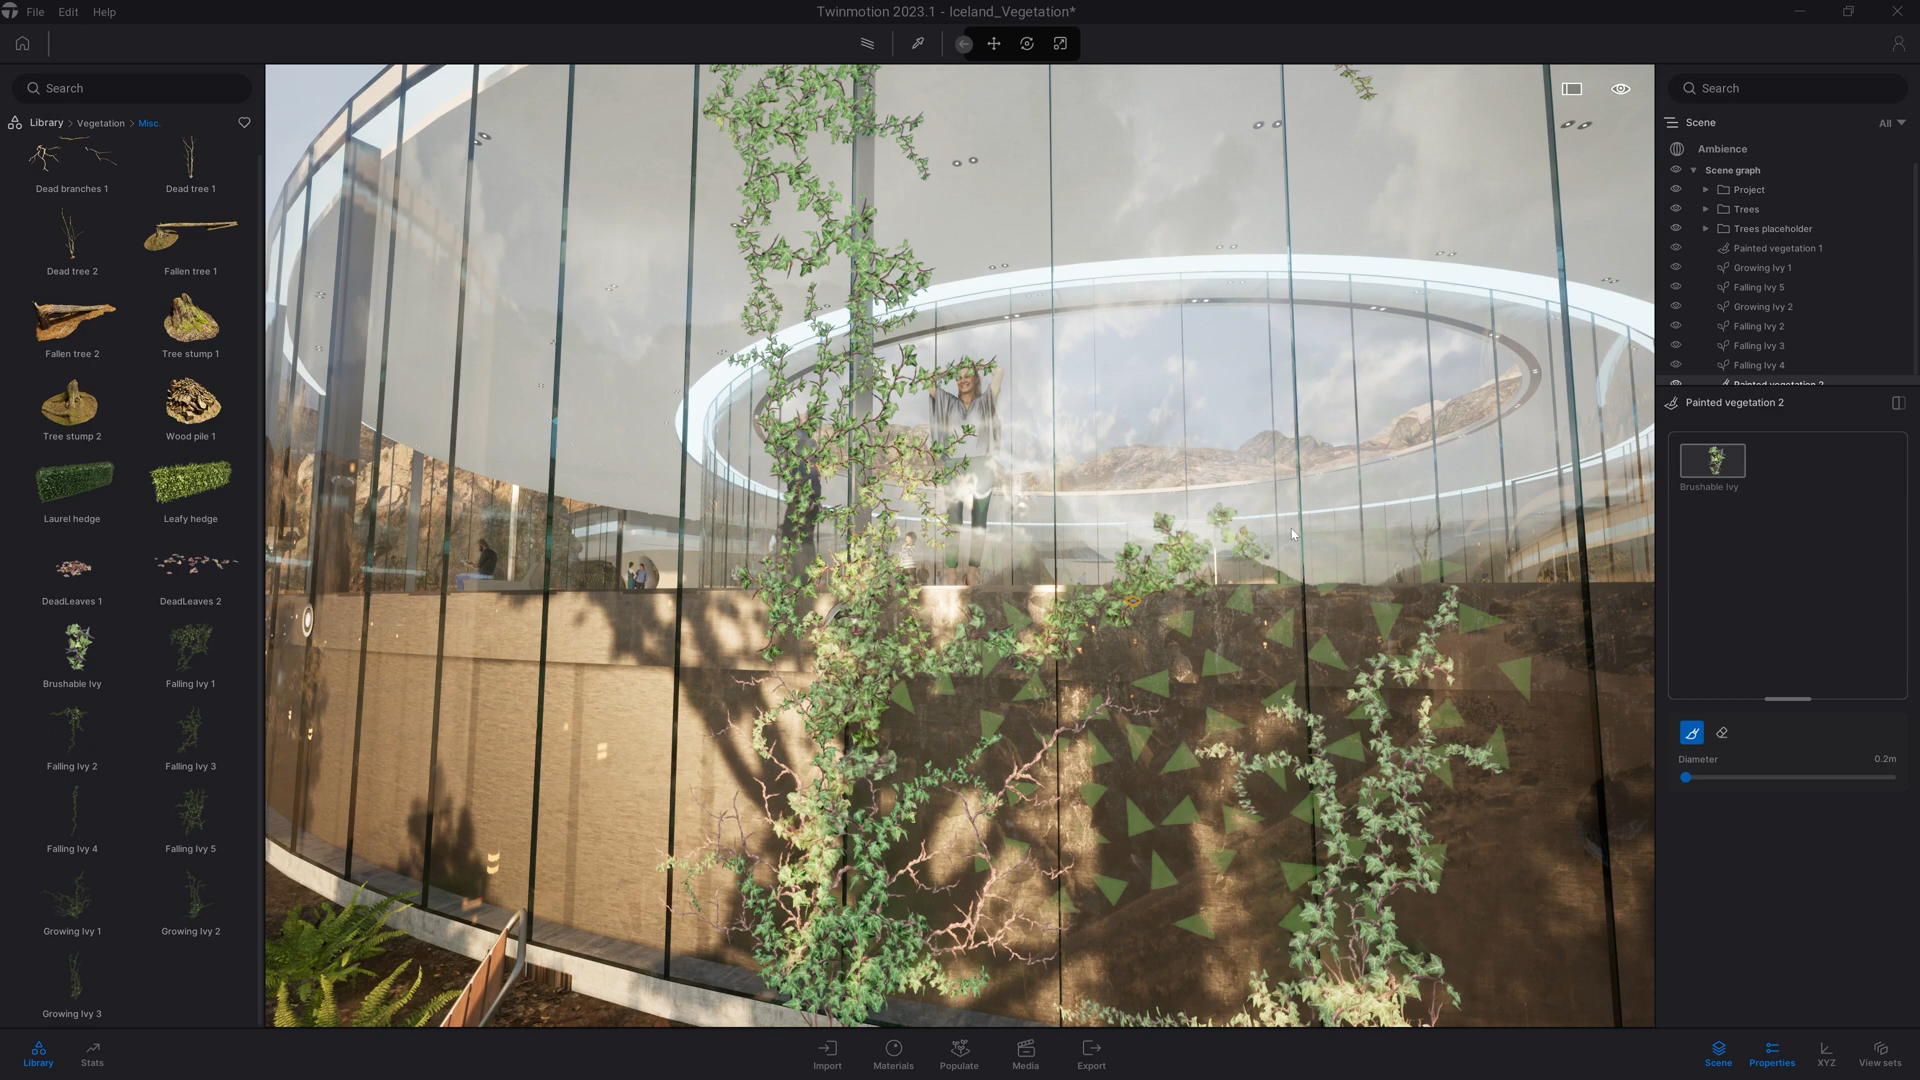 File Edit Help
Twinmotion 2023.1 - Iceland_Vegetation*
Search
Library > Vegetation > Misc.
Dead branches 1
Dead tree 1
Dead tree 2
Fallen tree 1
Fallen tree 2
Tree stump 1
Tree stump 2
Wood pile 1
Laurel hedge
Leafy hedge
DeadLeaves 1
DeadLeaves 2
Brushable Ivy
Falling Ivy 1
Falling Ivy 2
Falling Ivy 3
Falling Ivy 4
Falling Ivy 5
Growing Ivy 1
Growing Ivy 2
Growing Ivy 3
Search
Scene
All
Ambience
Scene graph
Project
Trees
Trees placeholder
Painted vegetation 1
Growing Ivy 1
Falling Ivy 5
Growing Ivy 2
Falling Ivy 2
Falling Ivy 3
Falling Ivy 4
Painted vegetation 2
Painted vegetation 2
Brushable Ivy
Diameter
0.2m
Library
Stats
Import
Materials
Populate
Media
Export
Scene
Properties
XYZ
View sets